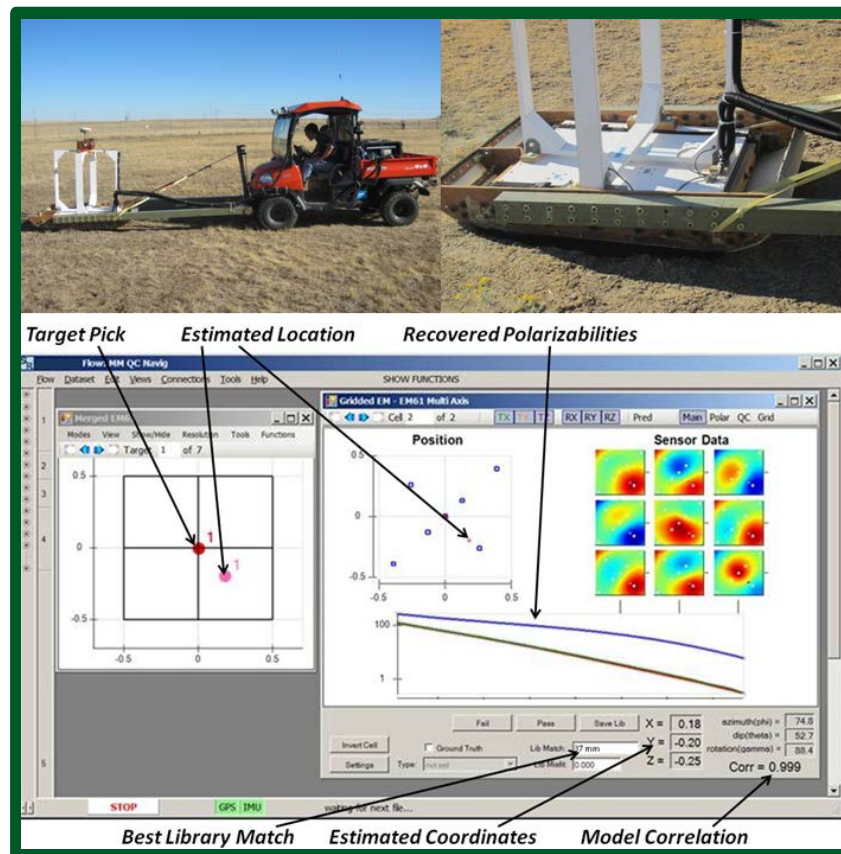 Target Pick Estimated Location Recovered Polarizabilities
Flow: MM QC Navig
Flow Dataset Edit Views Connections Tools Help SHOW FUNCTIONS
Merged EM6
Modes View Show/Hide Resolution Tools Functions
Target 1 of 7
0.5
0
-0.5
-0.5 0 0.5
1
1
Gridded EM - EM61 Multi Axis
Cell 2 of 2 TX TY TZ RX RY RZ Pred Main Polar QC Grid
Position Sensor Data
0.5
0
-0.5
-0.5 0 0.5
100
1
Fail Pass Save Lib X = 0.18 azimuth(phi) = 74.8
Invert Cell Ground Truth Lib Match: 37 mm Y = -0.20 dip(theta) = 52.7
Settings Type: not set Lib Misfit: 0.000 Z = -0.25 rotation(gamma) = 88.4
Corr = 0.999
1
2
3
4
5
STOP GPS IMU waiting for next file...
Best Library Match Estimated Coordinates Model Correlation